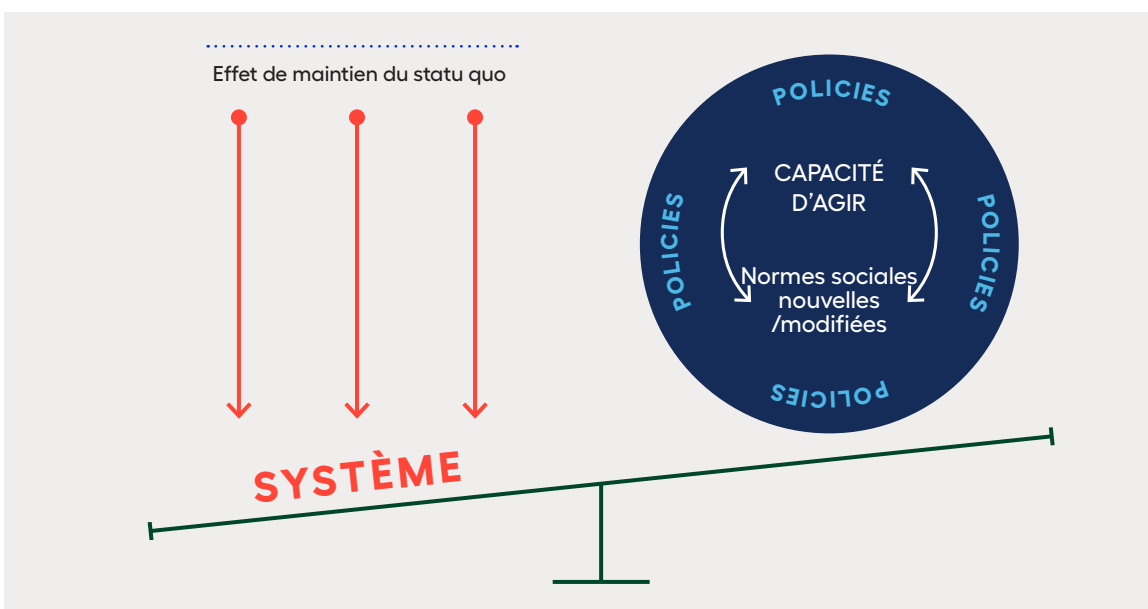 Effet de maintien du statu quo
SYSTÈME
POLICIES
POLICIES
CAPACITÉ
D'AGIR
POLICIES
Normes sociales
nouvelles
/modifiées
POLICIES